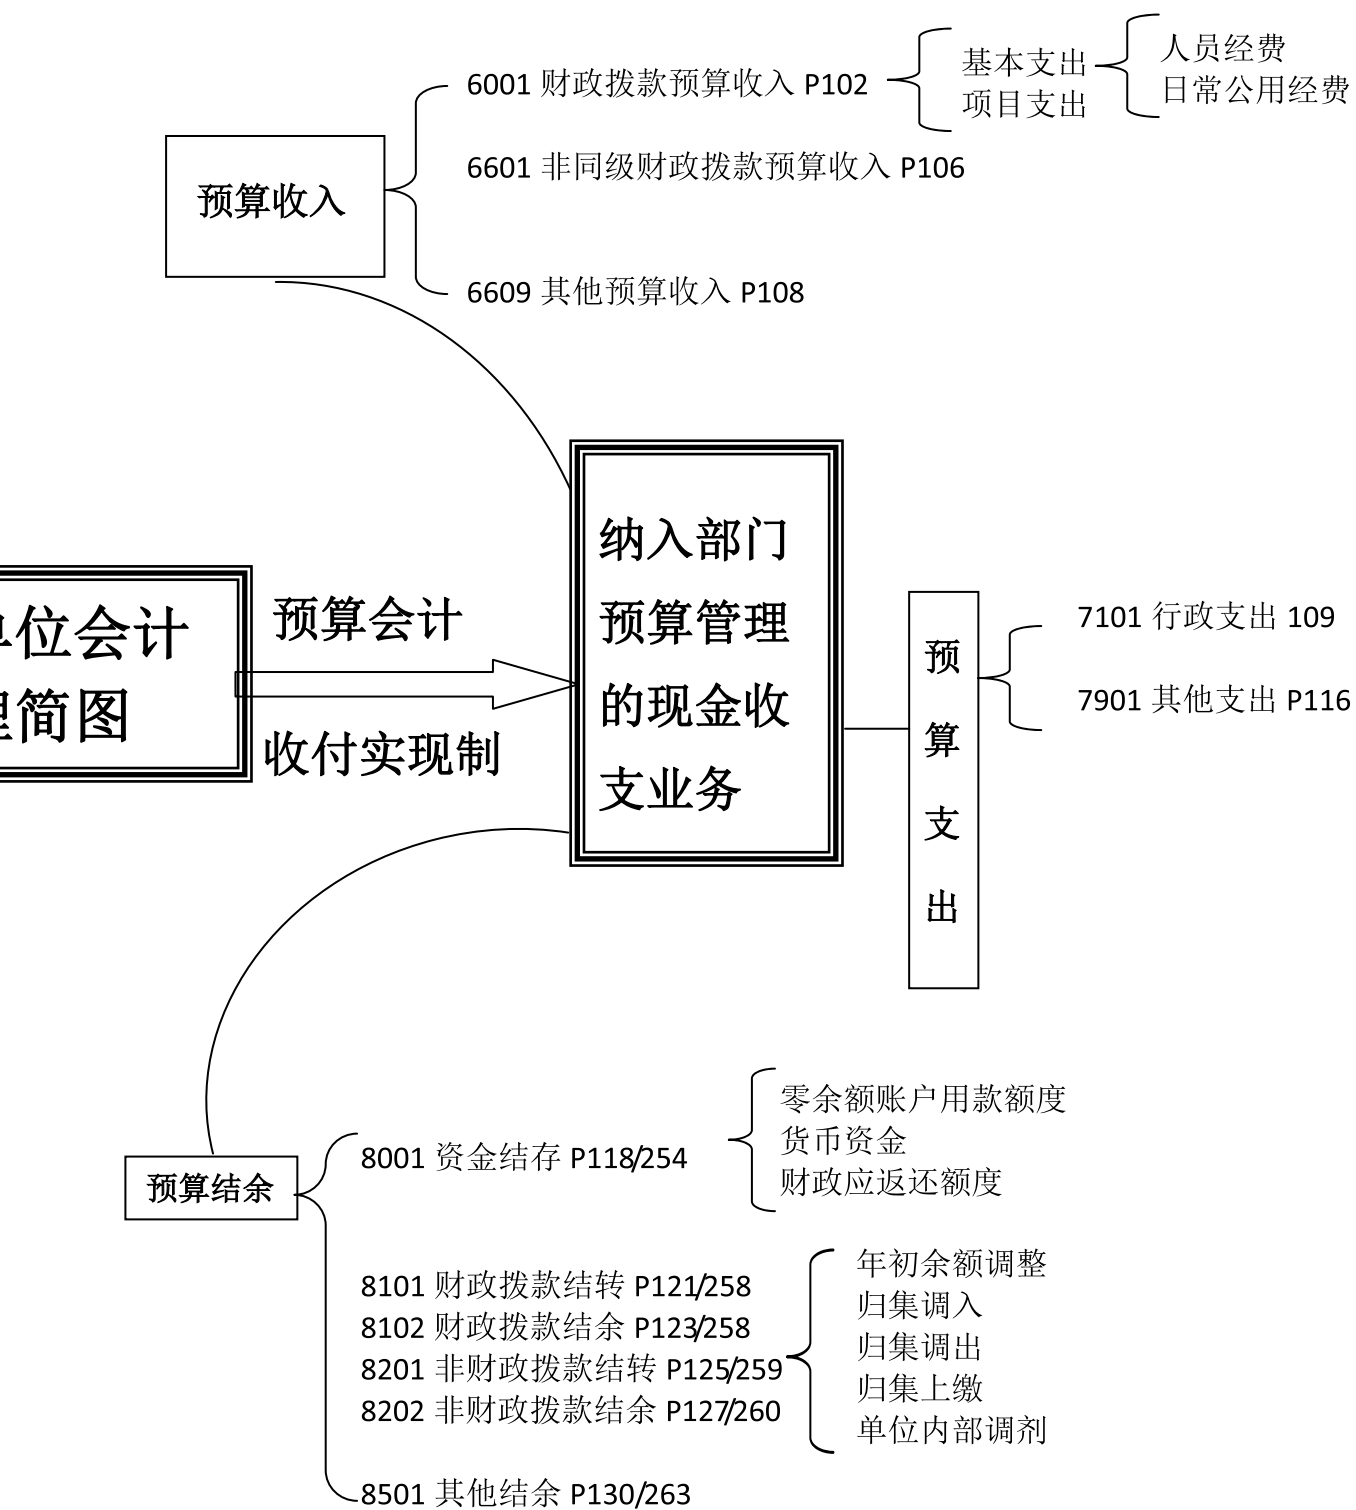 人员经费
基本支出
日常公用经费
6001 财政拨款预算收入 P102
项目支出
6601 非同级财政拨款预算收入 P106
预算收入
6609 其他预算收入 P108
纳入部门
预算管理
的现金收
支业务
位会计
简图
预算会计
收付实现制
预
算
支
出
7101 行政支出 109
7901 其他支出 P116
零余额账户用款额度
货币资金
财政应返还额度
8001 资金结存 P118/254
预算结余
8101 财政拨款结转 P121/258
8102 财政拨款结余 P123/258
8201 非财政拨款结转 P125/259
8202 非财政拨款结余 P127/260
年初余额调整
归集调入
归集调出
归集上缴
单位内部调剂
8501 其他结余 P130/263